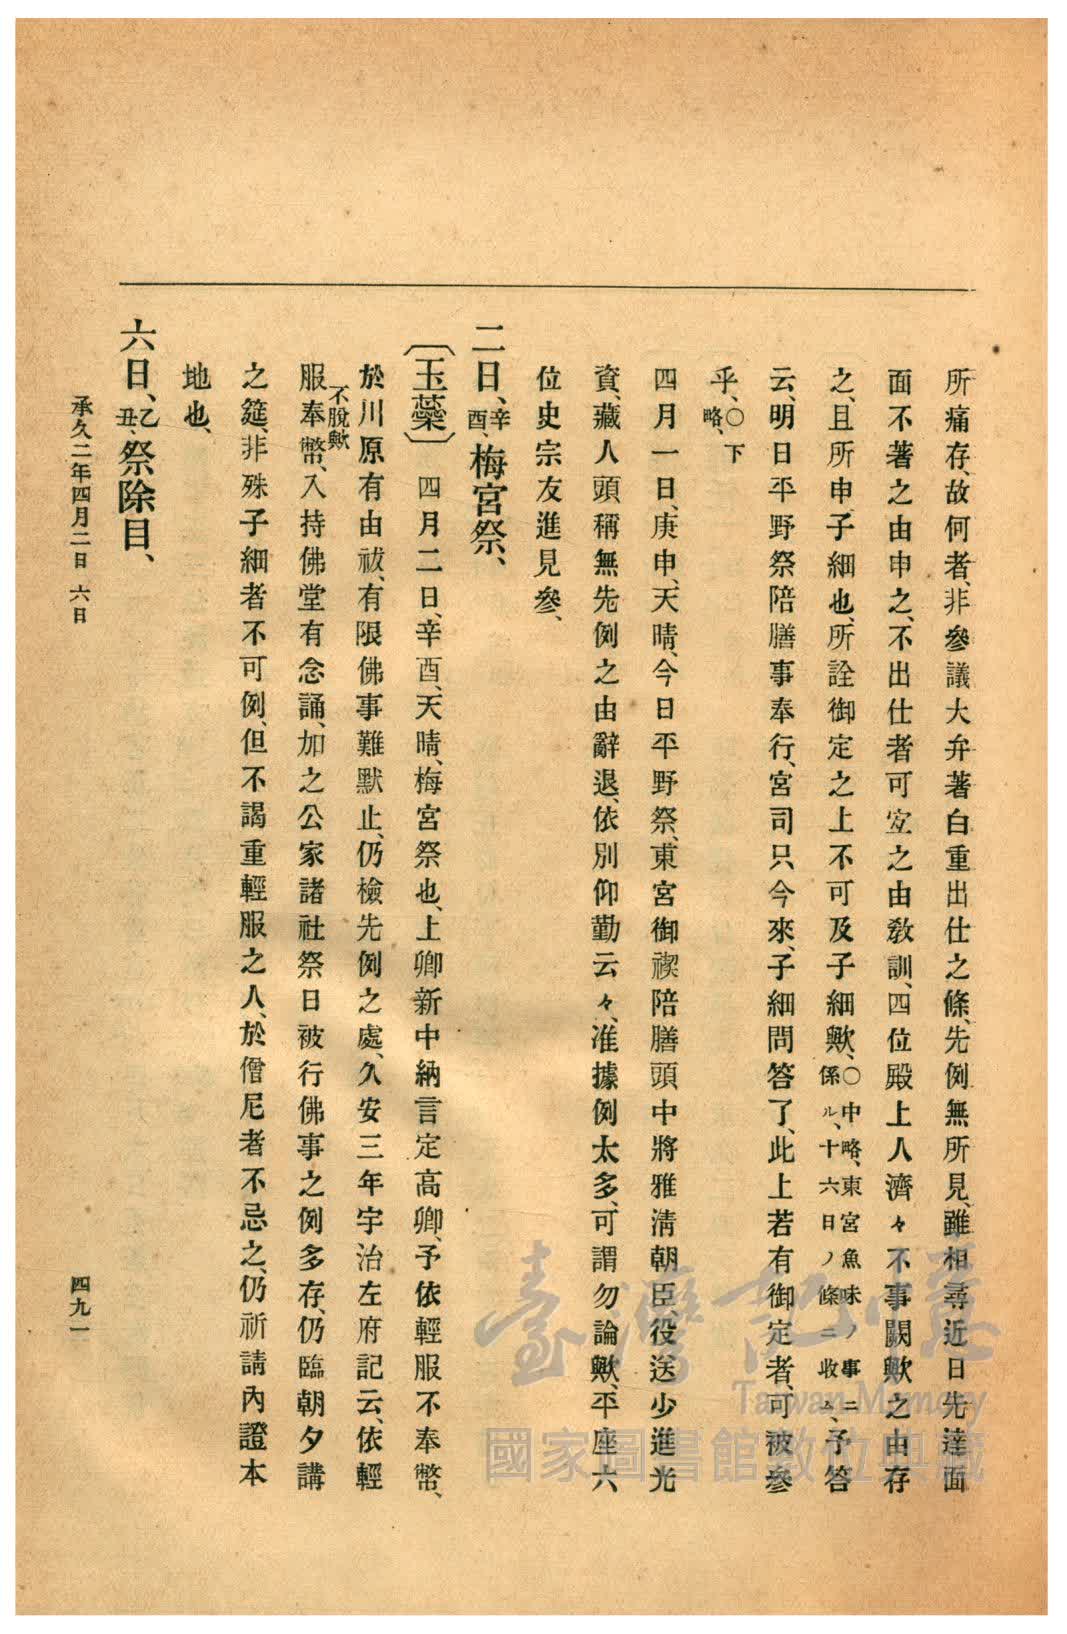 所痛存、故何者、非參議大弁著白重出仕之條、先例無所見、雖相尋近日先達面
面不著之由申之、不出仕者可宜之由敎訓、四位殿上人濟々不事闕歟之由存
之、且所申子細也、所詮御定之上不可及子細歟、〇中略、東宮魚味ノ事ニ係ル、十六日ノ條ニ收ム、予答
云、明日平野祭陪膳事奉行、宮司只今來、子細問答了、此上若有御定者、可被參
乎、〇下略、
四月一日、庚申、天晴、今日平野祭、東宮御禊陪膳頭中將雅淸朝臣、役送少進光
資、藏人頭稱無先例之由辭退、依別仰勤云々、准據例太多、可謂勿論歟、平座六
位史宗友進見參、
二日、辛酉、梅宮祭、
〔玉蘂〕 四月二日、辛酉、天晴、梅宮祭也、上卿新中納言定高卿、予依輕服不奉幣、
於川原有由祓、有限佛事難默止、仍檢先例之處、久安三年宇治左府記云、依輕
服奉幣、不脫歟入持佛堂有念誦、加之公家諸社祭日被行佛事之例多存、仍臨朝夕講
之筵、非殊子細者不可例、但不謁重輕服之人、於僧尼者不忌之、仍祈請內證本
地也、
六日、乙丑、祭除目、
承久二年四月二日 六日
四九一
臺灣記憶
Taiwan Memory
國家圖書館數位典藏